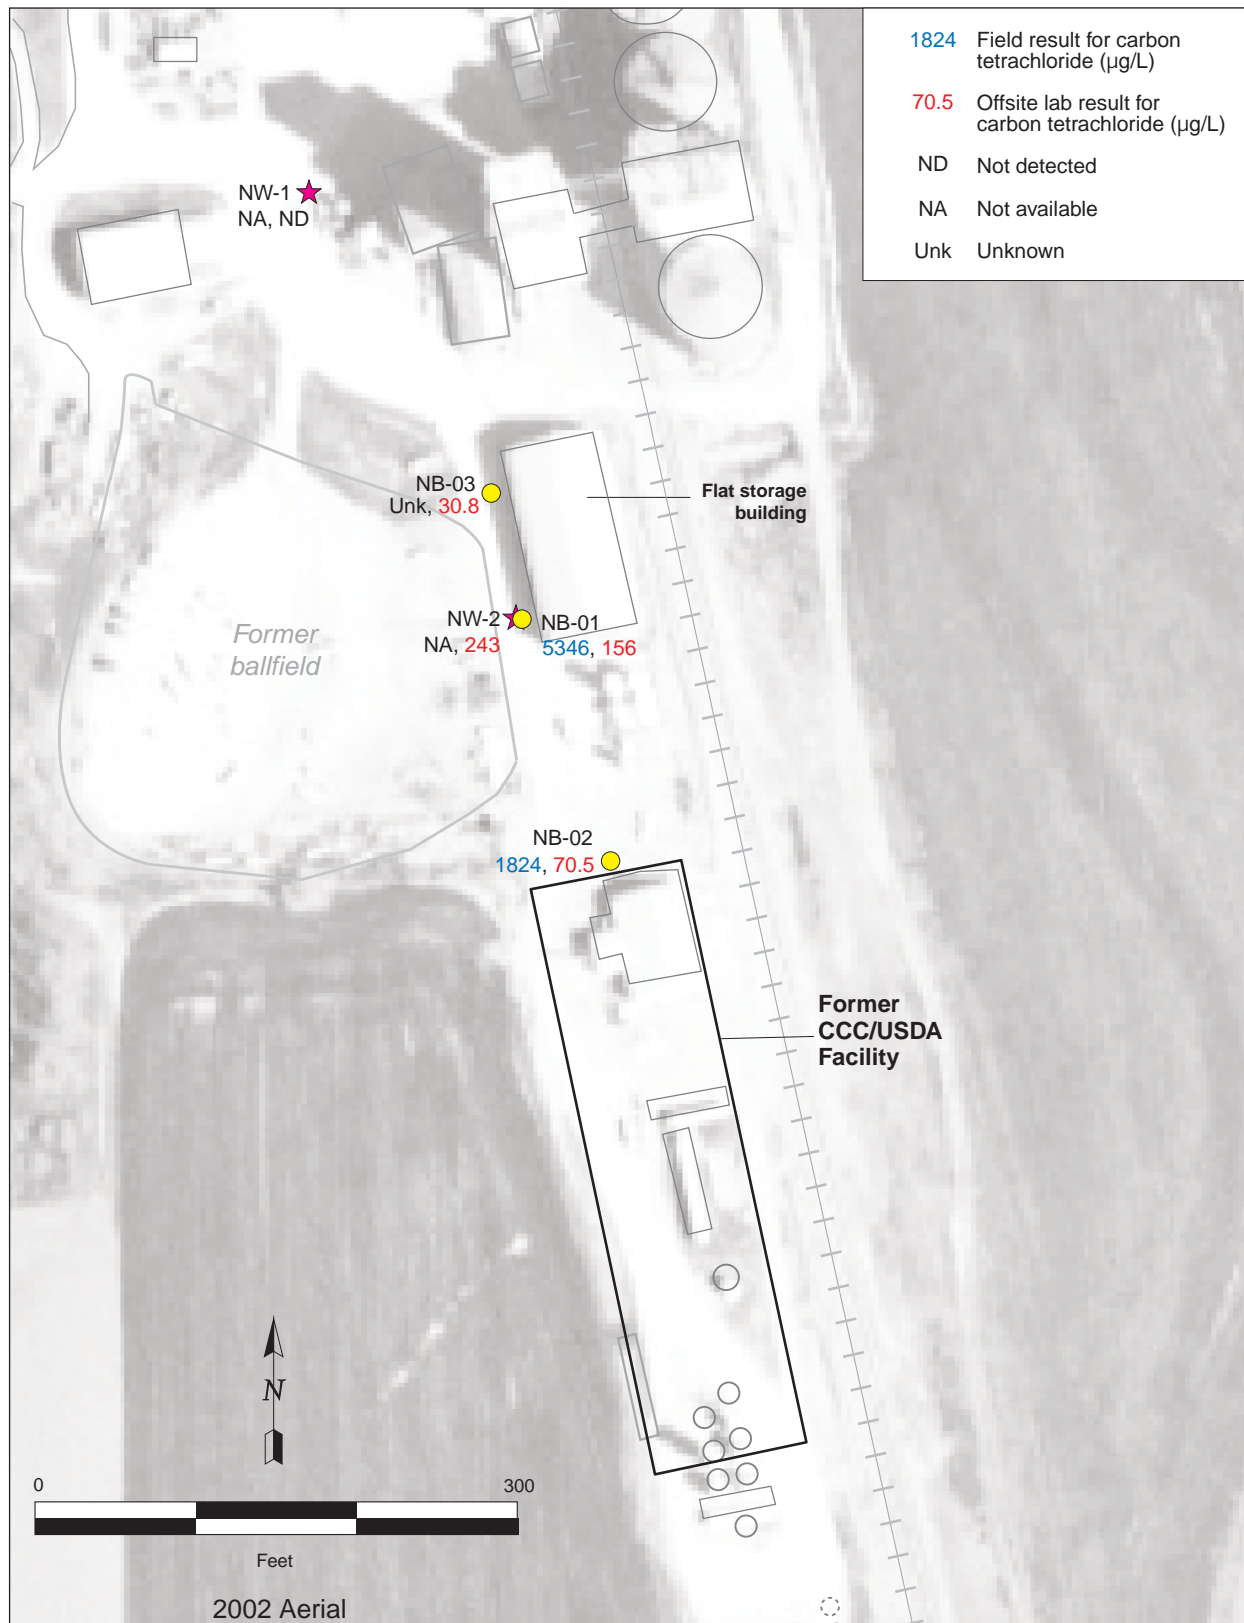 1824 Field result for carbon
tetrachloride (µg/L)
70.5 Offsite lab result for
carbon tetrachloride (µg/L)
ND Not detected
NA Not available
Unk Unknown
NW-1
NA, ND
NB-03
Unk, 30.8
Flat storage
building
NW-2
NA, 243
NB-01
5346, 156
Former
ballfield
NB-02
1824, 70.5
Former
CCC/USDA
Facility
N
0 300
Feet
2002 Aerial